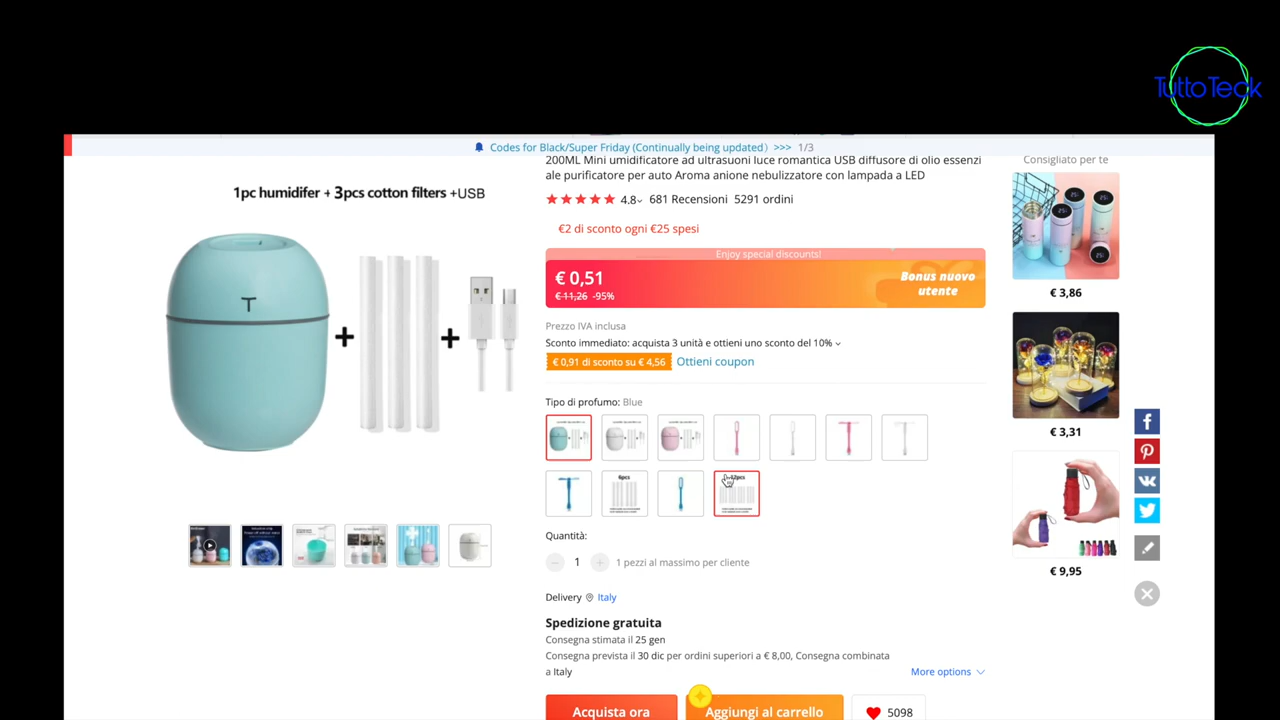 TuttoTeck
Codes for Black/Super Friday (Continually being updated）>>> 1/3
200ML Mini umidificatore ad ultrasuoni luce romantica USB diffusore di olio essenzi
ale purificatore per auto Aroma anione nebulizzatore con lampada a LED
4.8 681 Recensioni 5291 ordini
€2 di sconto ogni €25 spesi
Enjoy special discounts!
€ 0,51
€ 11,26 -95%
Bonus nuovo
utente
Prezzo IVA inclusa
Sconto immediato: acquista 3 unità e ottieni uno sconto del 10%
€ 0,91 di sconto su € 4,56 Ottieni coupon
Tipo di profumo: Blue
6pcs
12pcs
Quantità:
− 1 + 1 pezzi al massimo per cliente
Delivery Italy
Spedizione gratuita
Consegna stimata il 25 gen
Consegna prevista il 30 dic per ordini superiori a € 8,00, Consegna combinata
a Italy
More options
Acquista ora Aggiungi al carrello 5098
1pc humidifer + 3pcs cotton filters +USB
T
Consigliato per te
€ 3,86
€ 3,31
€ 9,95